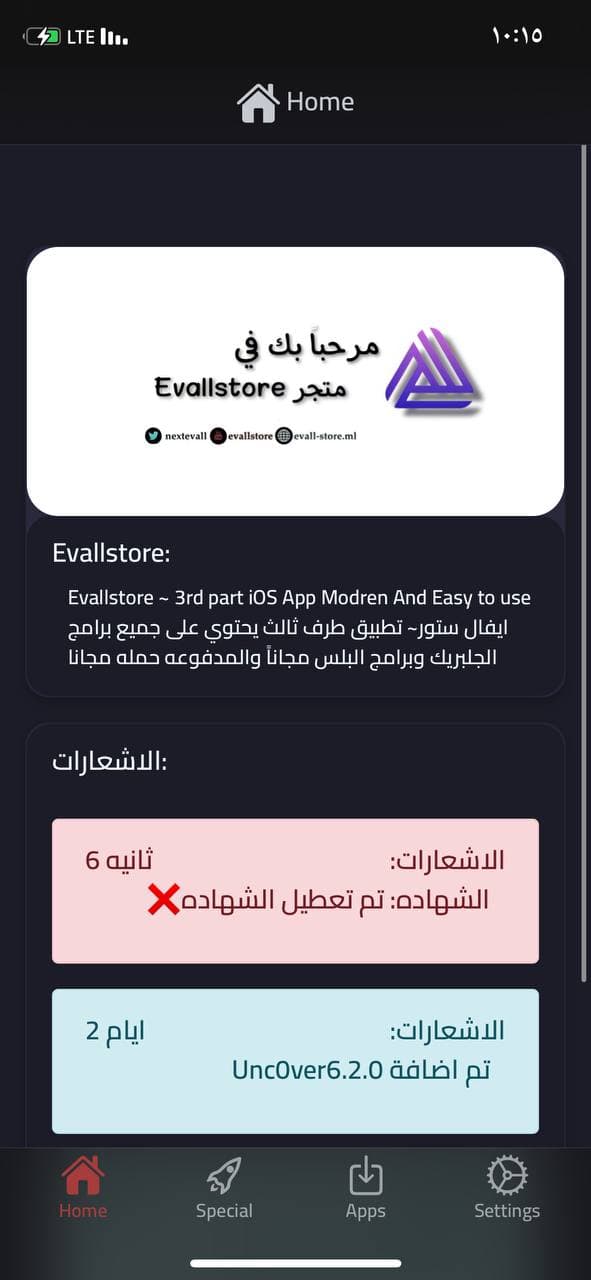 LTE
١٠:١٥
Home
مرحباً بك في
متجر Evallstore
nextevall evallstore evall-store.ml
Evallstore:
Evallstore ~ 3rd part iOS App Modren And Easy to use
ايفال ستور~ تطبيق طرف ثالث يحتوي على جميع برامج
الجلبريك وبرامج البلس مجاناً والمدفوعه حمله مجانا
الاشعارات:
الاشعارات: ثانيه 6
الشهاده: تم تعطيل الشهاده❌
الاشعارات: ايام 2
تم اضافة Unc0ver6.2.0
Home Special Apps Settings